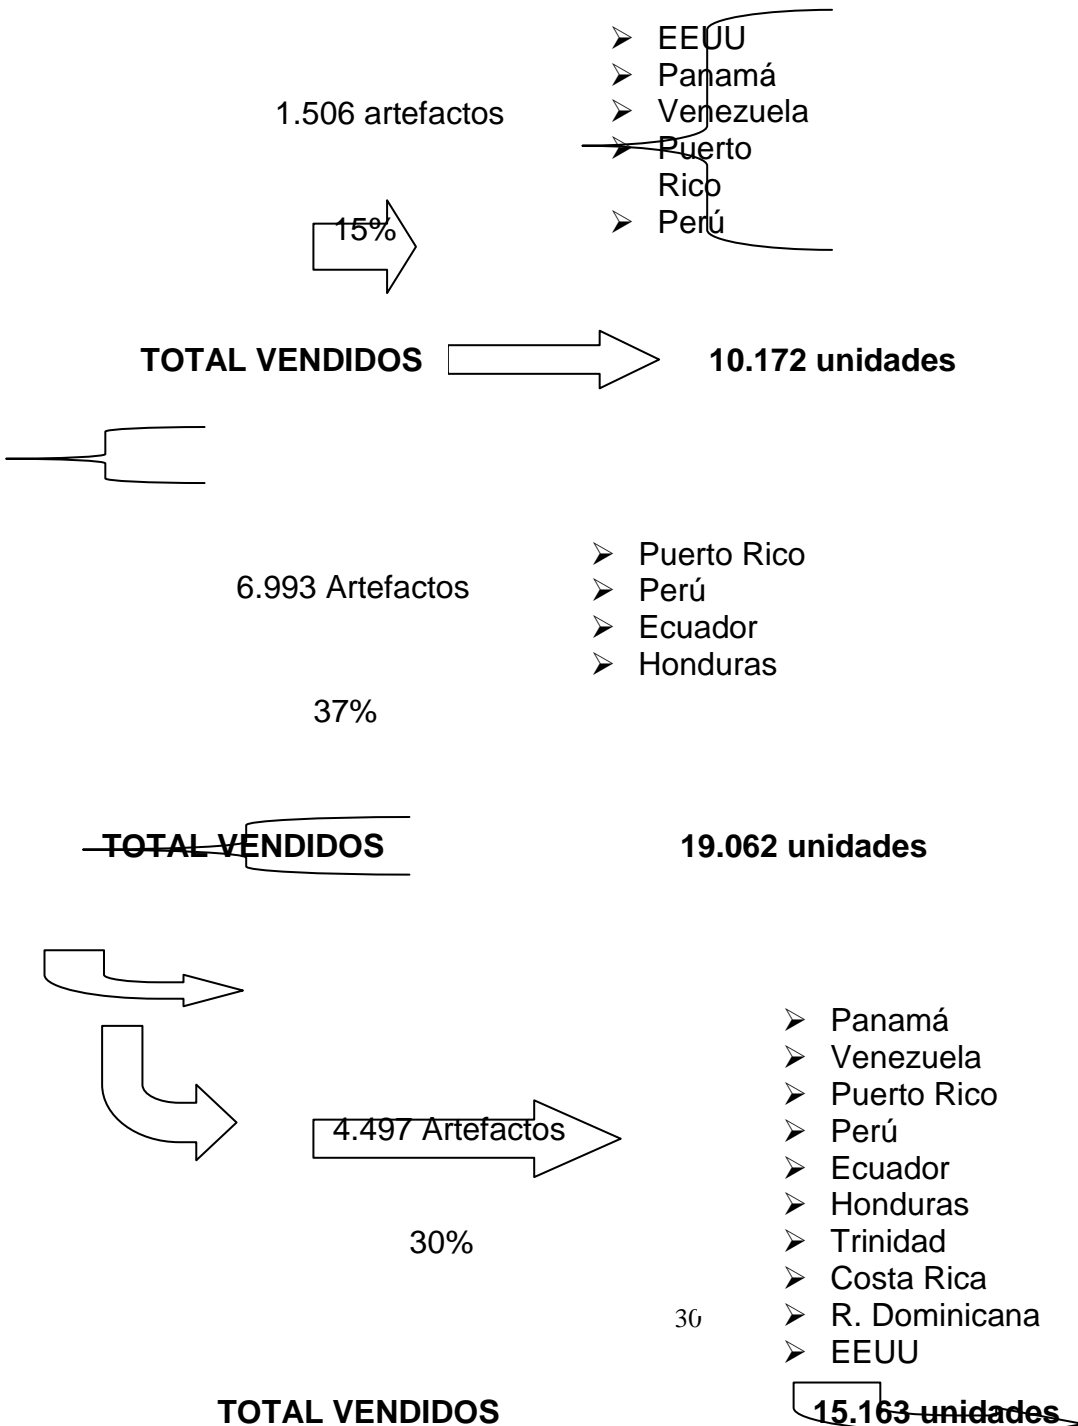 ➢ EEUU
➢ Panamá
1.506 artefactos
➢ Venezuela
➢ Puerto
Rico
➢ Perú
15%
TOTAL VENDIDOS 10.172 unidades
➢ Puerto Rico
6.993 Artefactos
➢ Perú
➢ Ecuador
➢ Honduras
37%
TOTAL VENDIDOS 19.062 unidades
➢ Panamá
➢ Venezuela
➢ Puerto Rico
4.497 Artefactos
➢ Perú
➢ Ecuador
➢ Honduras
30%
➢ Trinidad
➢ Costa Rica
➢ R. Dominicana
30
➢ EEUU
TOTAL VENDIDOS 15.163 unidades